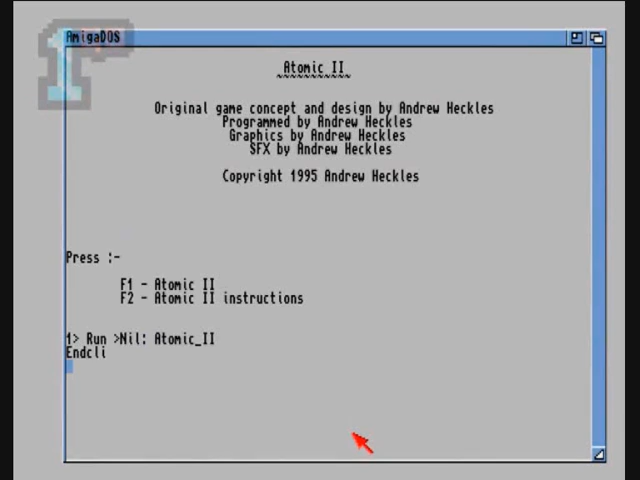 AmigaDOS
Atomic II
~~~~~~~~~~~
Original game concept and design by Andrew Heckles
Programmed by Andrew Heckles
Graphics by Andrew Heckles
SFX by Andrew Heckles
Copyright 1995 Andrew Heckles
Press :-
F1 - Atomic II
F2 - Atomic II instructions
1> Run >Nil: Atomic_II
Endcli